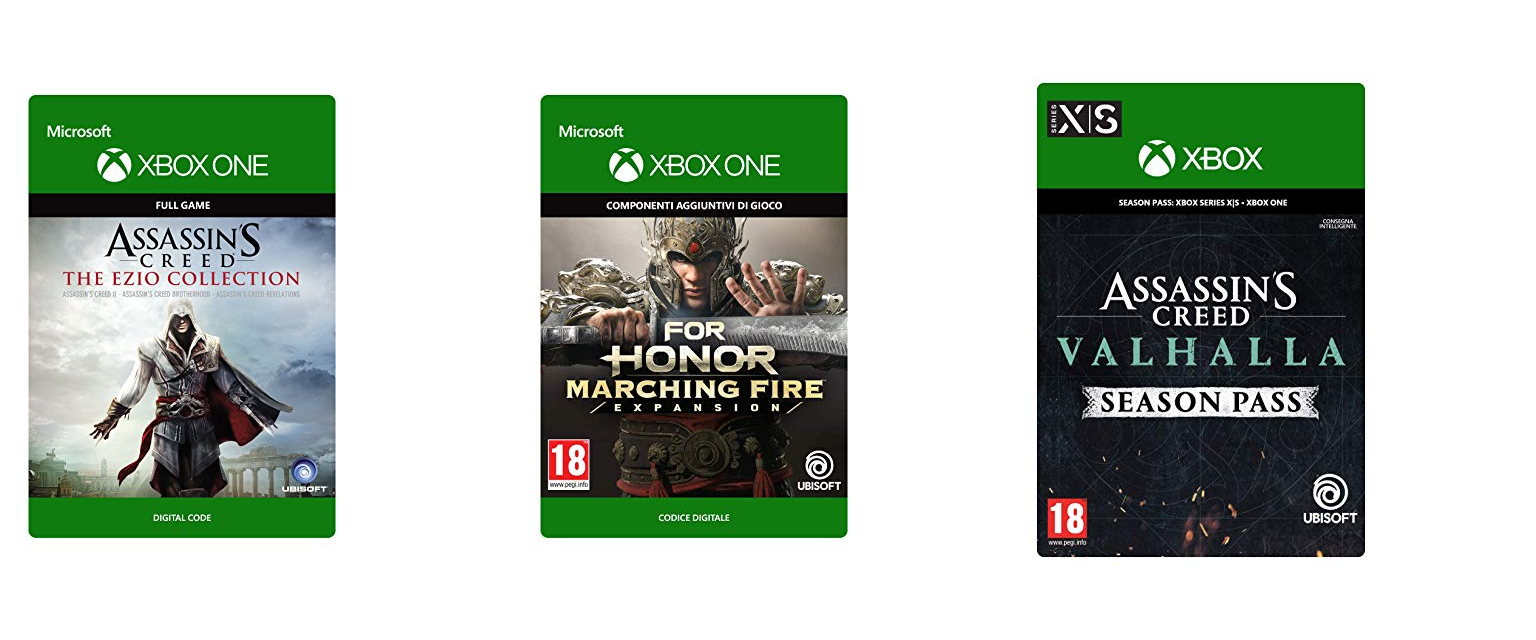 Microsoft
XBOX ONE
FULL GAME
ASSASSIN'S
CREED
THE EZIO COLLECTION
ASSASSIN'S CREED II - ASSASSIN'S CREED BROTHERHOOD - ASSASSIN'S CREED REVELATIONS
UBISOFT
DIGITAL CODE
Microsoft
XBOX ONE
COMPONENTI AGGIUNTIVI DI GIOCO
FOR
HONOR
MARCHING FIRE
EXPANSION
18
www.pegi.info
UBISOFT
CODICE DIGITALE
SERIES X|S
XBOX
SEASON PASS: XBOX SERIES X|S - XBOX ONE
CONSEGNA
INTELLIGENTE
ASSASSIN'S
CREED
VALHALLA
SEASON PASS
18
www.pegi.info
UBISOFT